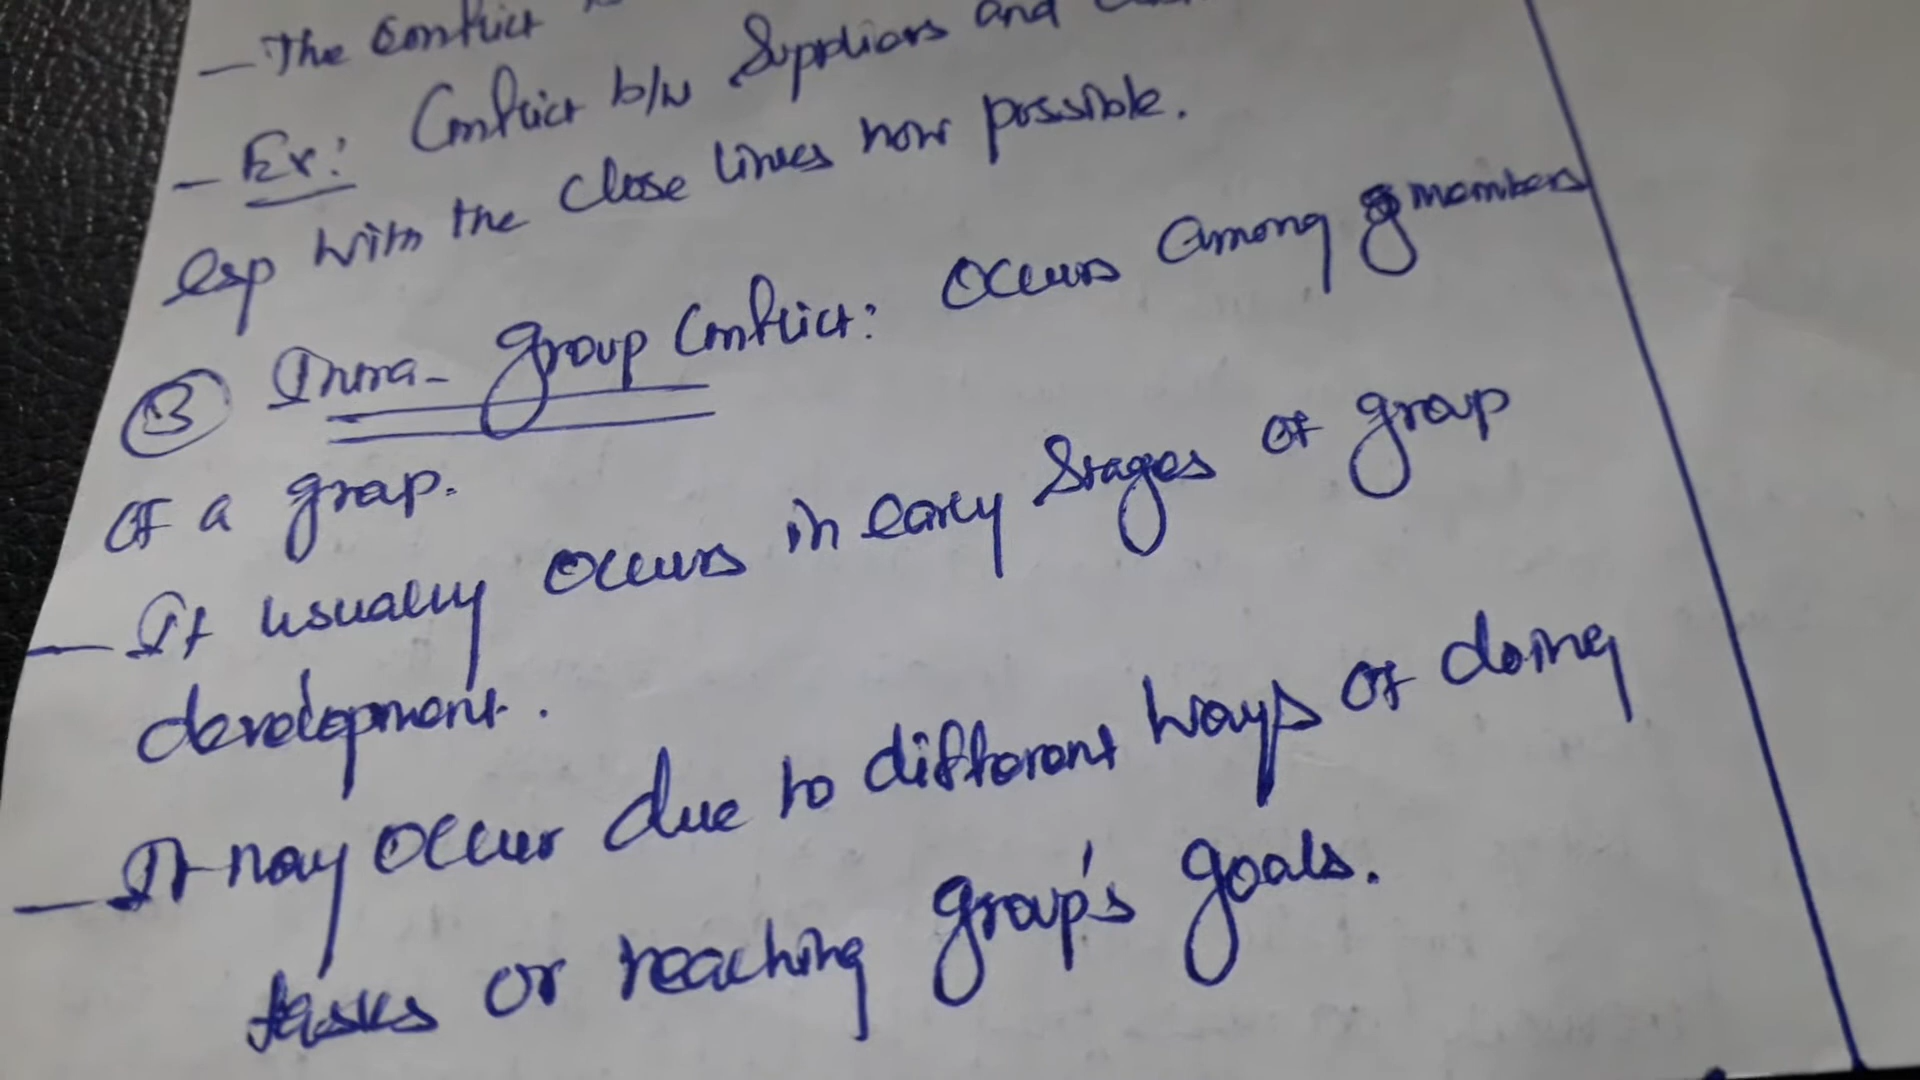 - The conflict
- Ex: Conflict b/w Suppliers and
esp with the close lines now possible.
③ Intra-group Conflict: occurs among members
of a group.
- It usually occurs in early stages of group
development.
- It may occur due to different ways of doing
tasks or reaching group's goals.